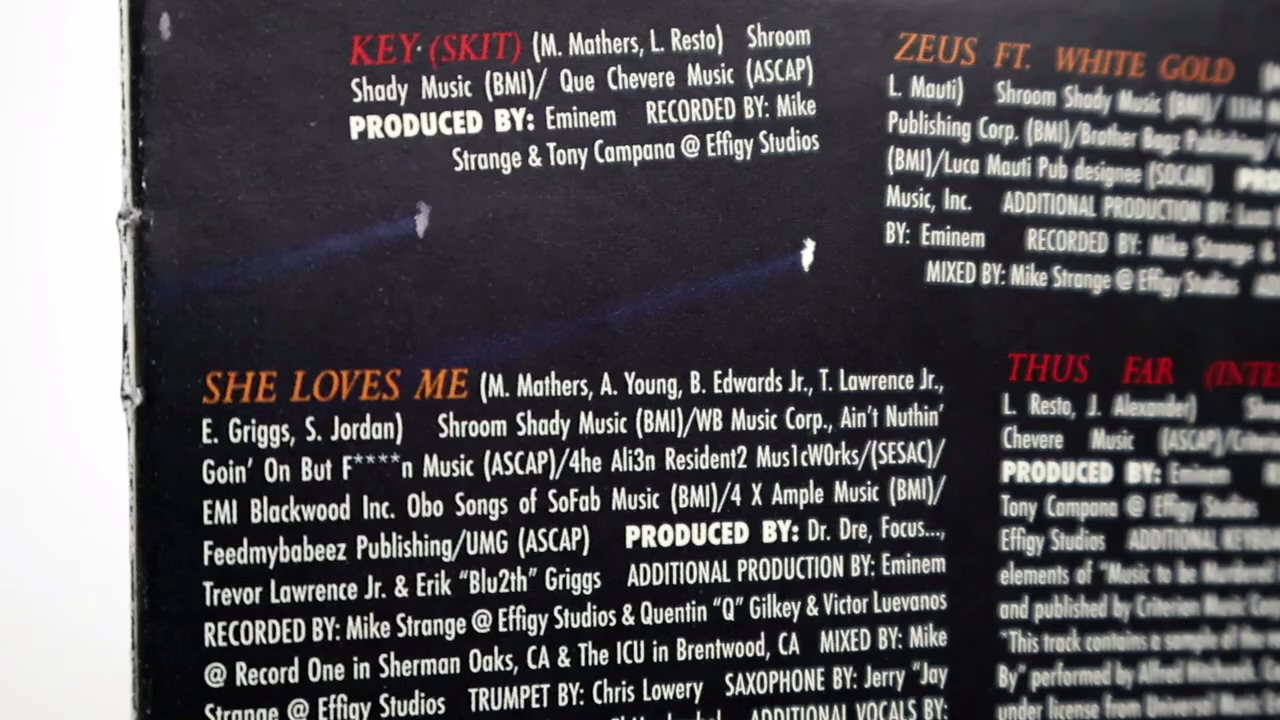 KEY (SKIT) (M. Mathers, L. Resto) Shroom
Shady Music (BMI)/ Que Chevere Music (ASCAP)
PRODUCED BY: Eminem RECORDED BY: Mike
Strange & Tony Campana @ Effigy Studios
SHE LOVES ME (M. Mathers, A. Young, B. Edwards Jr., T. Lawrence Jr.,
E. Griggs, S. Jordan) Shroom Shady Music (BMI)/WB Music Corp., Ain't Nuthin'
Goin' On But F****n Music (ASCAP)/4he Ali3n Resident2 Mus1cW0rks/(SESAC)/
EMI Blackwood Inc. Obo Songs of SoFab Music (BMI)/4 X Ample Music (BMI)/
Feedmybabeez Publishing/UMG (ASCAP) PRODUCED BY: Dr. Dre, Focus...,
Trevor Lawrence Jr. & Erik “Blu2th” Griggs ADDITIONAL PRODUCTION BY: Eminem
RECORDED BY: Mike Strange @ Effigy Studios & Quentin “Q” Gilkey & Victor Luevanos
@ Record One in Sherman Oaks, CA & The ICU in Brentwood, CA MIXED BY: Mike
Strange @ Effigy Studios TRUMPET BY: Chris Lowery SAXOPHONE BY: Jerry “Jay
ADDITIONAL VOCALS BY:
ZEUS FT. WHITE GOLD
L. Mauti) Shroom Shady Music (BMI)/ 1114
Publishing Corp. (BMI)/Brother Bagz Publishing/
(BMI)/Luca Mauti Pub designee (SOCAN)
Music, Inc. ADDITIONAL PRODUCTION BY:
BY: Eminem RECORDED BY: Mike Strange &
MIXED BY: Mike Strange @ Effigy Studios
THUS FAR
L. Resto, J. Alexander)
Chevere Music (ASCAP)/
PRODUCED BY: Eminem
Tony Campana @ Effigy Studios
Effigy Studios ADDITIONAL
elements of “Music to be Murdered
and published by Criterion Music
“This track contains a sample of the
By” performed by Alfred Hitchcock.
under license from Universal Music